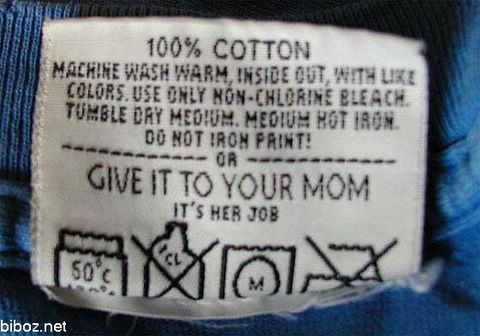 100% COTTON
MACHINE WASH WARM, INSIDE OUT, WITH LIKE
COLORS. USE ONLY NON-CHLORINE BLEACH.
TUMBLE DRY MEDIUM. MEDIUM HOT IRON.
DO NOT IRON PRINT!
OR
GIVE IT TO YOUR MOM
IT'S HER JOB
50°C CL M
biboz.net